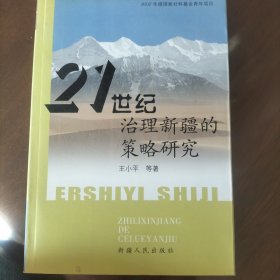 2002年度国家社科基金青年项目
21世纪
治理新疆的
策略研究
王小平 等著
ERSHIYI SHIJI
ZHILIXINJIANG
DE
CELUEYANJIU
新疆人民出版社